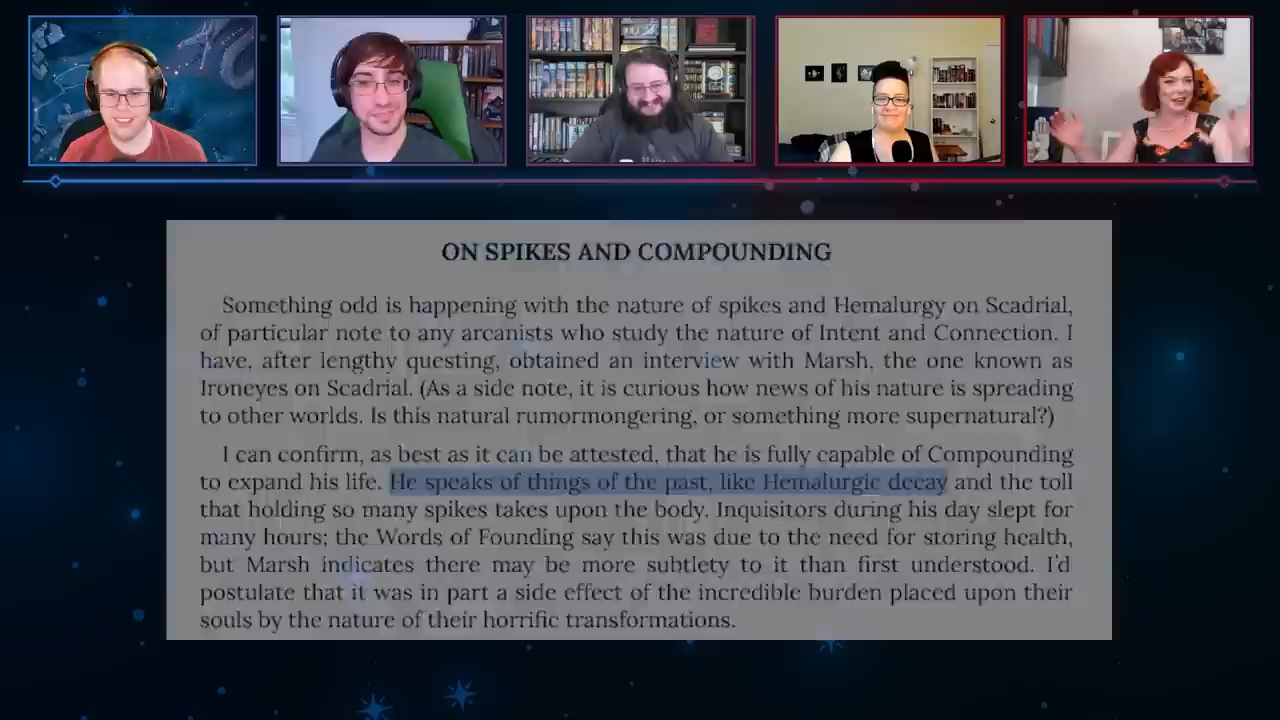 ON SPIKES AND COMPOUNDING
Something odd is happening with the nature of spikes and Hemalurgy on Scadrial,
of particular note to any arcanists who study the nature of Intent and Connection. I
have, after lengthy questing, obtained an interview with Marsh, the one known as
Ironeyes on Scadrial. (As a side note, it is curious how news of his nature is spreading
to other worlds. Is this natural rumormongering, or something more supernatural?)
I can confirm, as best as it can be attested, that he is fully capable of Compounding
to expand his life. He speaks of things of the past, like Hemalurgic decay and the toll
that holding so many spikes takes upon the body. Inquisitors during his day slept for
many hours; the Words of Founding say this was due to the need for storing health,
but Marsh indicates there may be more subtlety to it than first understood. I'd
postulate that it was in part a side effect of the incredible burden placed upon their
souls by the nature of their horrific transformations.